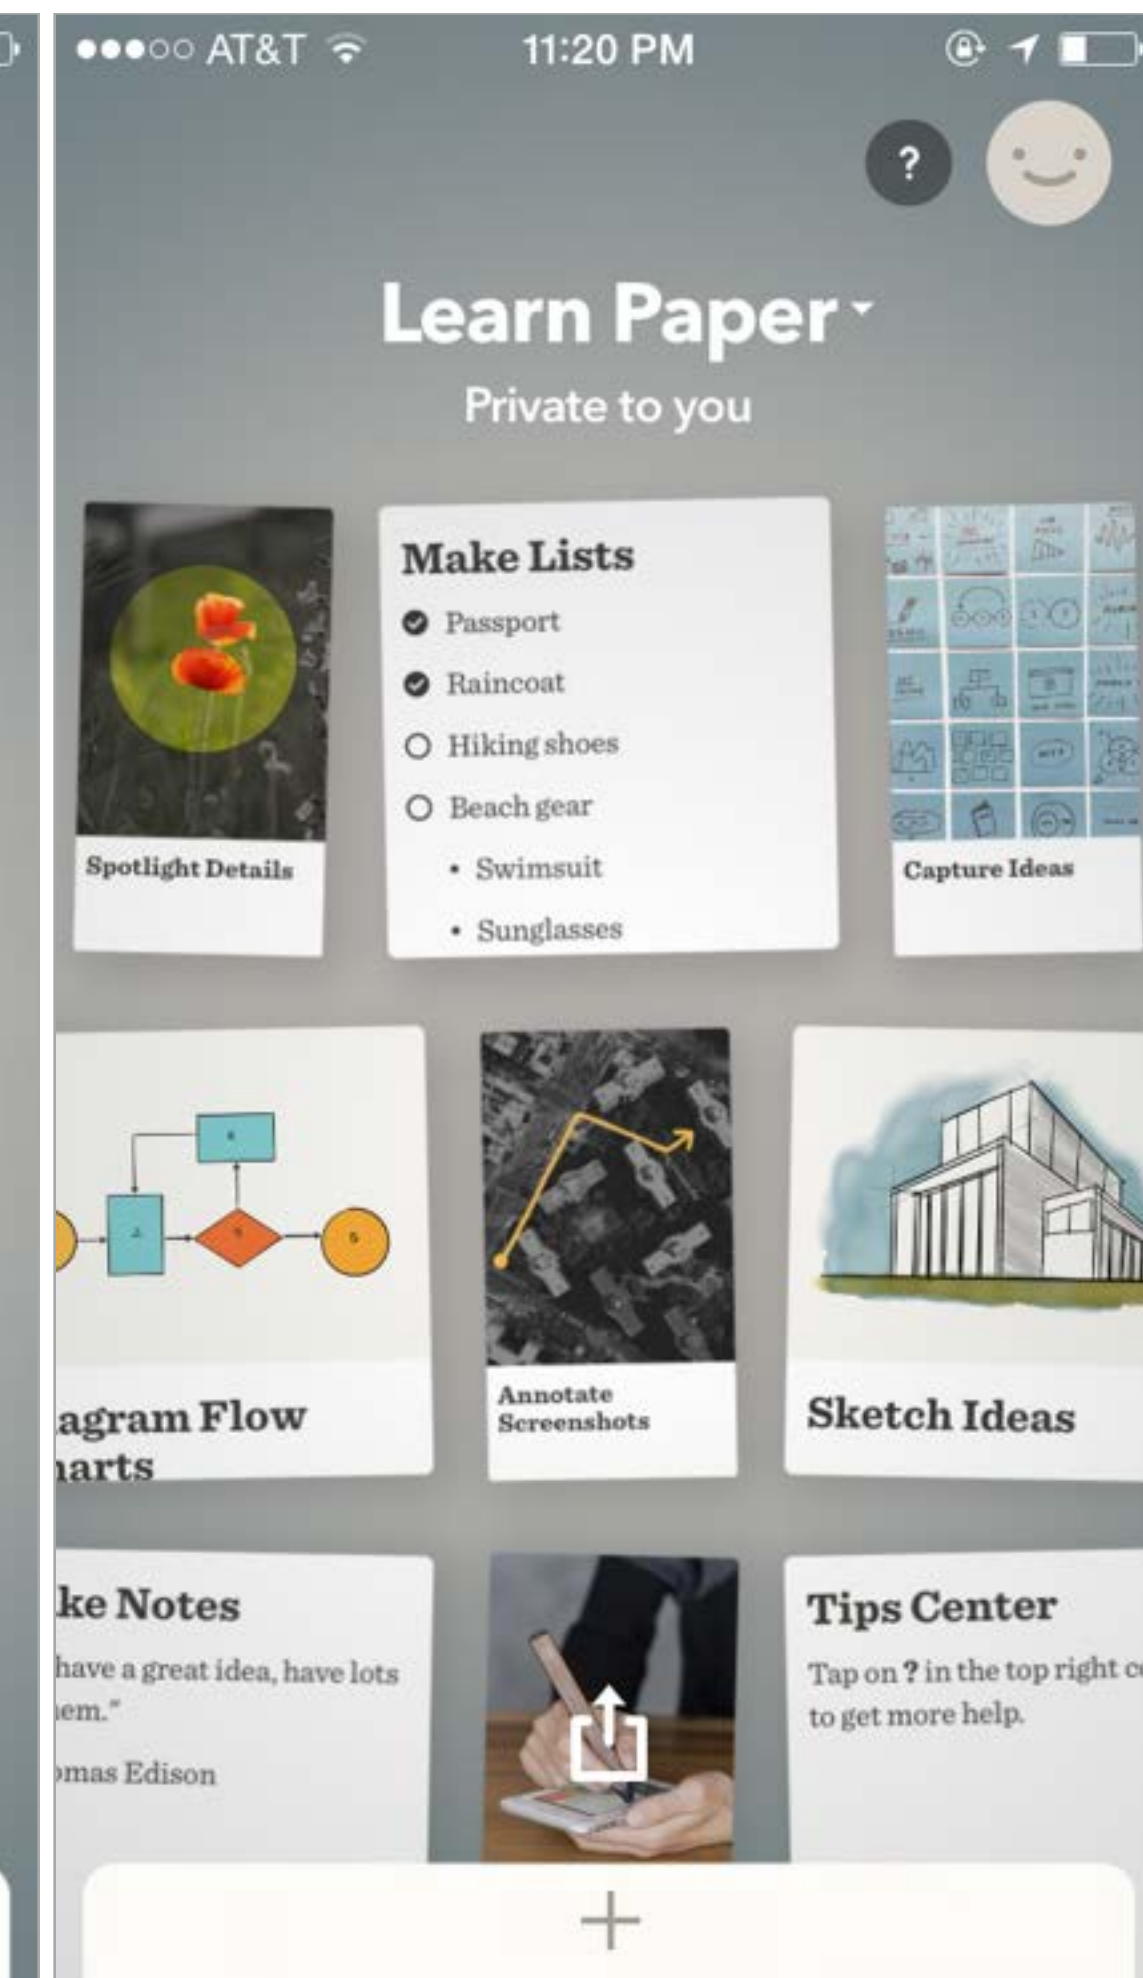 AT&T 11:20 PM
?
Learn Paper
Private to you
Make Lists
Passport
Raincoat
Hiking shoes
Beach gear
• Swimsuit
• Sunglasses
Spotlight Details
Capture Ideas
agram Flow
harts
Annotate
Screenshots
Sketch Ideas
ke Notes
have a great idea, have lots
em."
omas Edison
Tips Center
Tap on ? in the top right
to get more help.